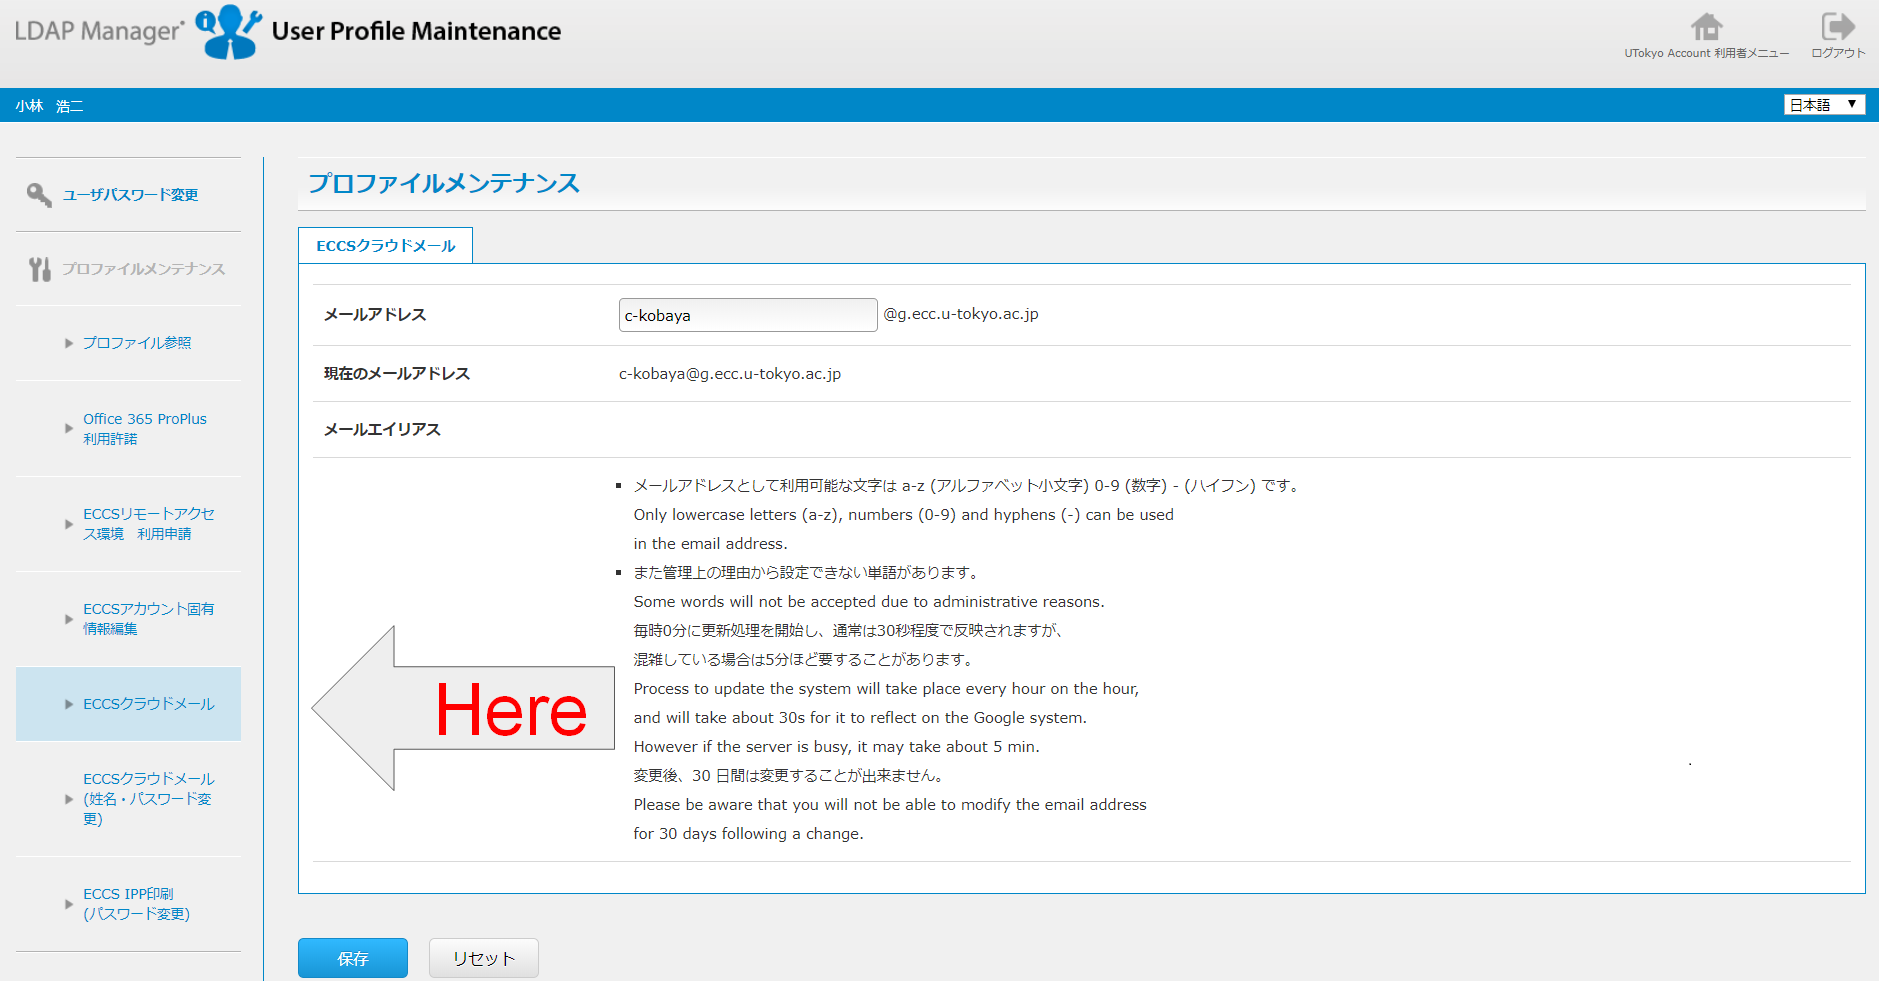 LDAP Manager
User Profile Maintenance
UTokyo Account 利用者メニュー
ログアウト
小林　浩二
日本語
ユーザパスワード変更
プロファイルメンテナンス
プロファイル参照
Office 365 ProPlus
利用許諾
ECCSリモートアクセ
ス環境　利用申請
ECCSアカウント固有
情報編集
ECCSクラウドメール
ECCSクラウドメール
(姓名・パスワード変
更)
ECCS IPP印刷
(パスワード変更)
プロファイルメンテナンス
ECCSクラウドメール
メールアドレス
c-kobaya @g.ecc.u-tokyo.ac.jp
現在のメールアドレス
c-kobaya@g.ecc.u-tokyo.ac.jp
メールエイリアス
メールアドレスとして利用可能な文字は a-z (アルファベット小文字) 0-9 (数字) - (ハイフン) です。
Only lowercase letters (a-z), numbers (0-9) and hyphens (-) can be used
in the email address.
また管理上の理由から設定できない単語があります。
Some words will not be accepted due to administrative reasons.
毎時0分に更新処理を開始し、通常は30秒程度で反映されますが、
混雑している場合は5分ほど要することがあります。
Process to update the system will take place every hour on the hour,
and will take about 30s for it to reflect on the Google system.
However if the server is busy, it may take about 5 min.
変更後、30 日間は変更することが出来ません。
Please be aware that you will not be able to modify the email address
for 30 days following a change.
Here
保存
リセット